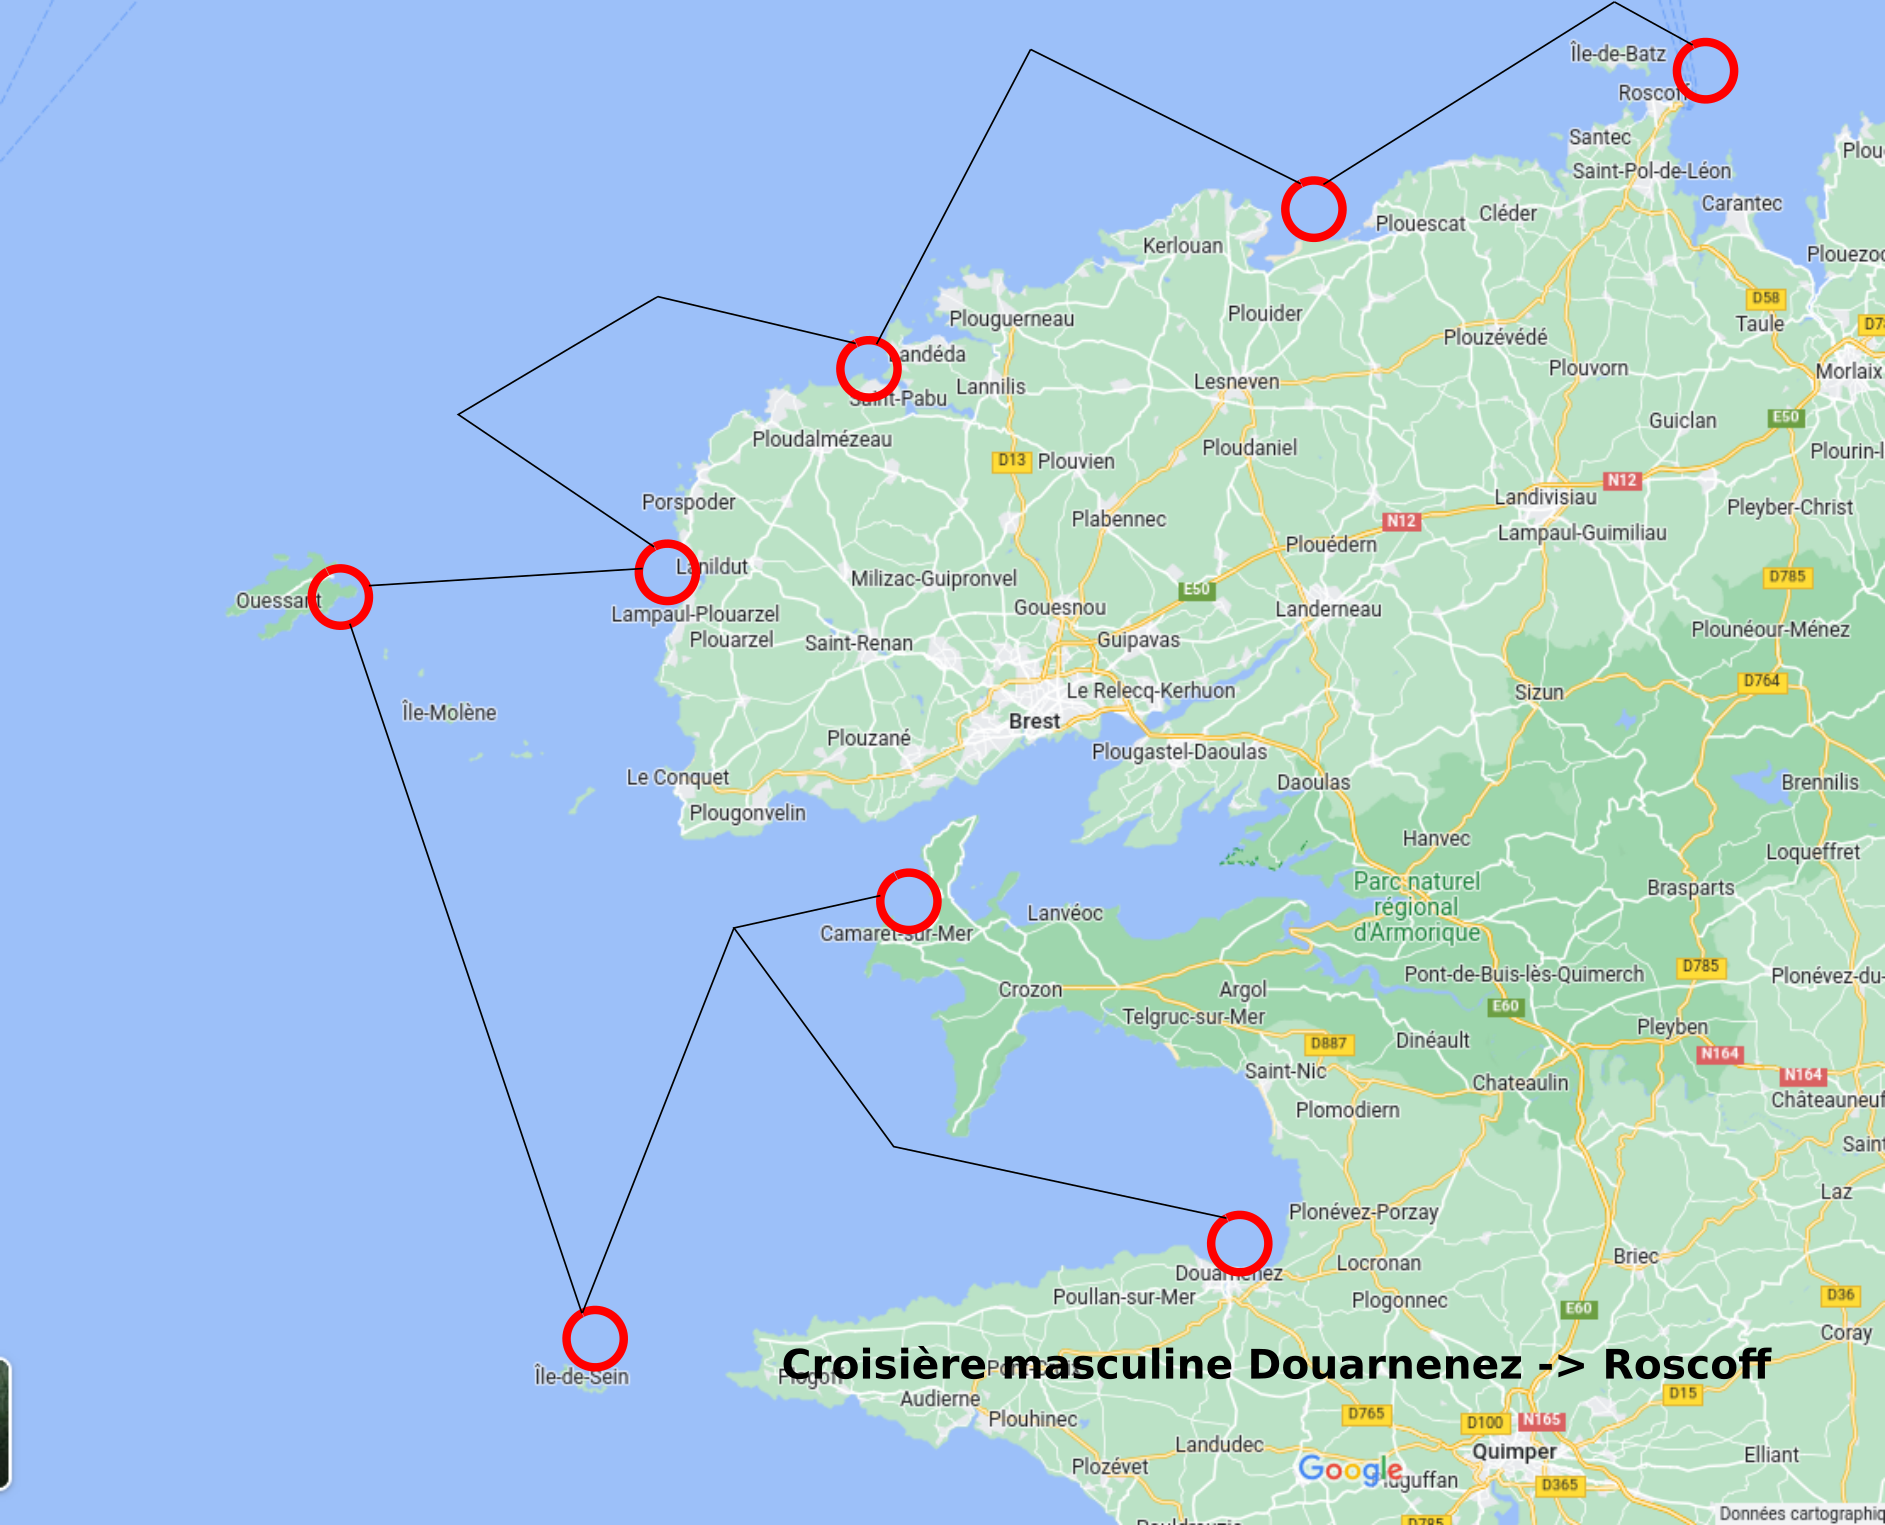 Île-de-Batz
Roscoff
Santec
Plou
Saint-Pol-de-Léon
Carantec
Cléder
Plouescat
Kerlouan
Plouezoc
D58
Plouguerneau
Plouider
Taule
D78
Plouzévédé
Landéda
Plouvorn
Morlaix
Lannilis
Lesneven
Saint-Pabu
E50
Guiclan
Ploudalmézeau
Ploudaniel
Plourin-l
D13
Plouvien
N12
Landivisiau
Porspoder
Pleyber-Christ
Plabennec
N12
Lampaul-Guimiliau
Plouédern
Lanildut
Milizac-Guipronvel
D785
E50
Ouessant
Gouesnou
Landerneau
Lampaul-Plouarzel
Plouarzel
Saint-Renan
Guipavas
Plounéour-Ménez
D764
Le Relecq-Kerhuon
Sizun
Île-Molène
Brest
Plouzané
Plougastel-Daoulas
Le Conquet
Daoulas
Brennilis
Plougonvelin
Hanvec
Loqueffret
Parc naturel
régional
d'Armorique
Brasparts
Lanvéoc
Camaret-sur-Mer
D785
Pont-de-Buis-lès-Quimerch
Plonévez-du-
Crozon
Argol
E60
Telgruc-sur-Mer
Pleyben
D887
Dinéault
N164
Saint-Nic
N164
Chateaulin
Châteauneuf
Plomodiern
Saint
Laz
Plonévez-Porzay
Briec
Locronan
Douarnenez
Poullan-sur-Mer
Plogonnec
D36
E60
Coray
Croisière masculine Douarnenez -> Roscoff
Île-de-Sein
Plogoff
Pont-Croix
D15
Audierne
D765
Plouhinec
D100
N165
Landudec
Quimper
Elliant
Plozévet
Google
Pluguffan
D365
Données cartographiq
D785
Pouldreuzic